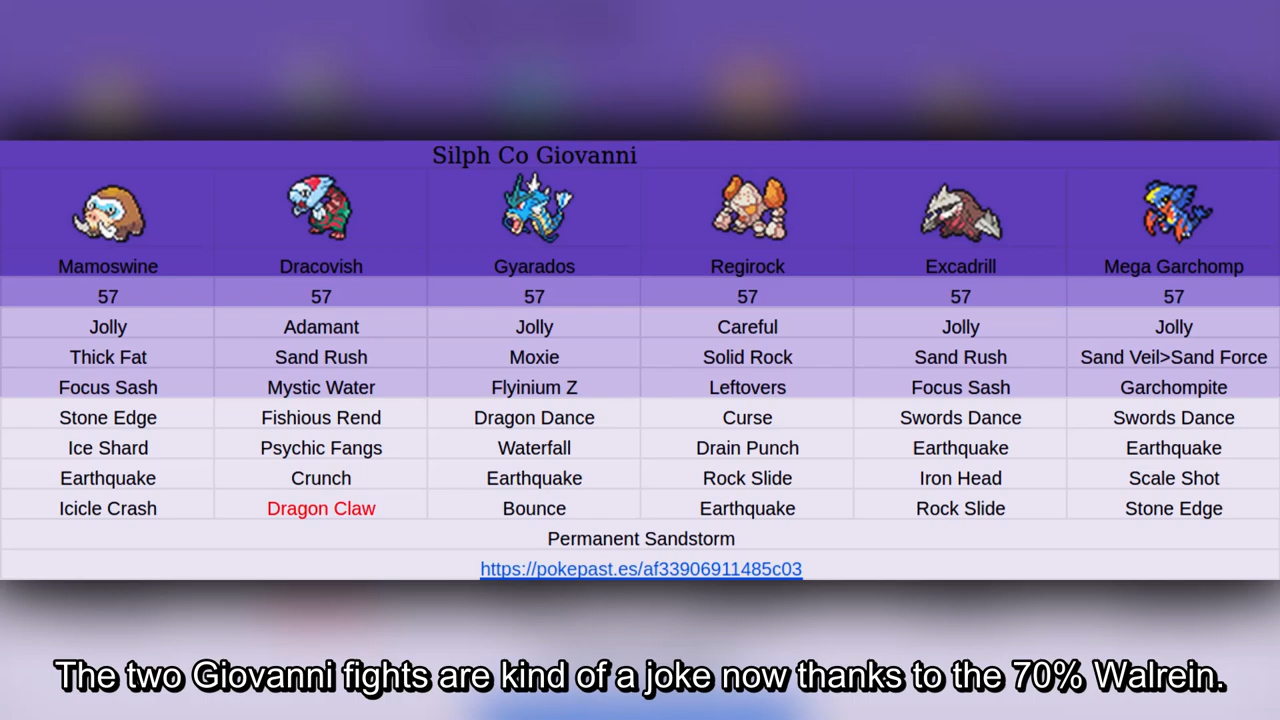 Silph Co Giovanni
Mamoswine Dracovish Gyarados Regirock Excadrill Mega Garchomp
57 57 57 57 57 57
Jolly Adamant Jolly Careful Jolly Jolly
Thick Fat Sand Rush Moxie Solid Rock Sand Rush Sand Veil>Sand Force
Focus Sash Mystic Water Flyinium Z Leftovers Focus Sash Garchompite
Stone Edge Fishious Rend Dragon Dance Curse Swords Dance Swords Dance
Ice Shard Psychic Fangs Waterfall Drain Punch Earthquake Earthquake
Earthquake Crunch Earthquake Rock Slide Iron Head Scale Shot
Icicle Crash Dragon Claw Bounce Earthquake Rock Slide Stone Edge
Permanent Sandstorm
https://pokepast.es/af33906911485c03
The two Giovanni fights are kind of a joke now thanks to the 70% Walrein.